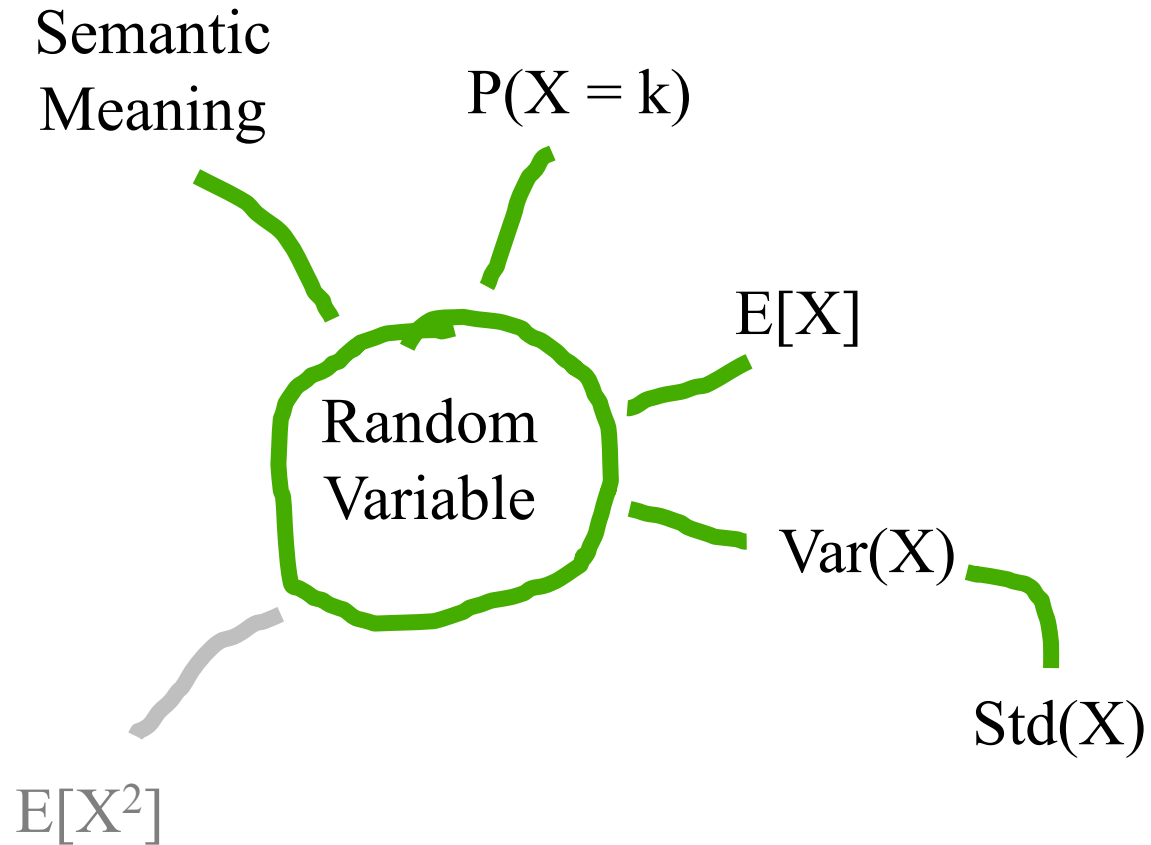 Semantic
Meaning
P(X = k)
E[X]
Random
Variable
Var(X)
Std(X)
E[X²]